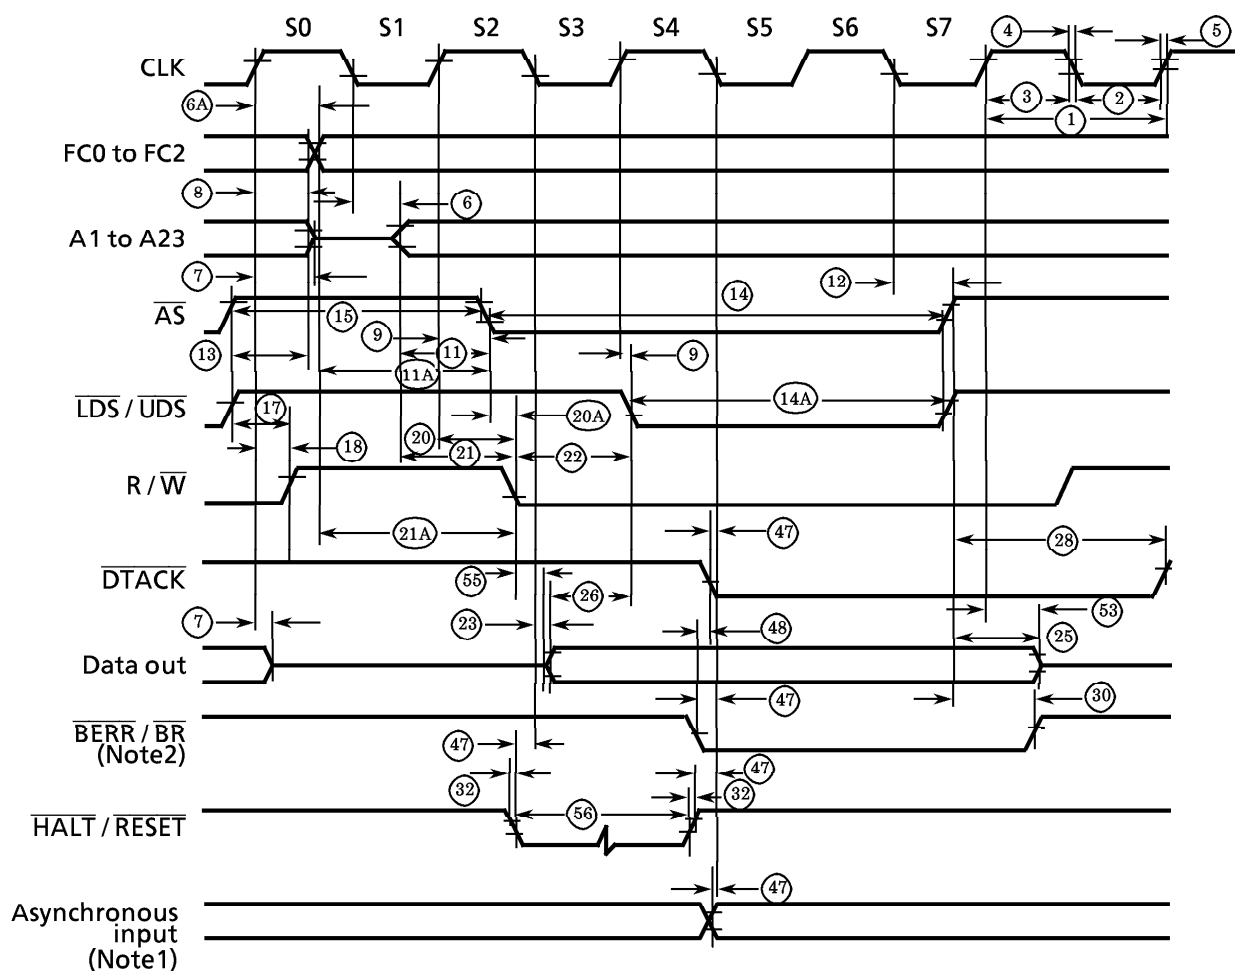 S0 S1 S2 S3 S4 S5 S6 S7
4 5
CLK
6A 3 2
1
FC0 to FC2
8 6
A1 to A23
7 12
14
AS
15
9
13 11 9
11A
LDS / UDS
17 14A
20A
20
18 21 22
R / W
21A 47 28
DTACK
55
26
7 23 48 53
25
Data out
47 30
BERR / BR
(Note2)
47 47
32 32
56
HALT / RESET
47
Asynchronous
input
(Note1)